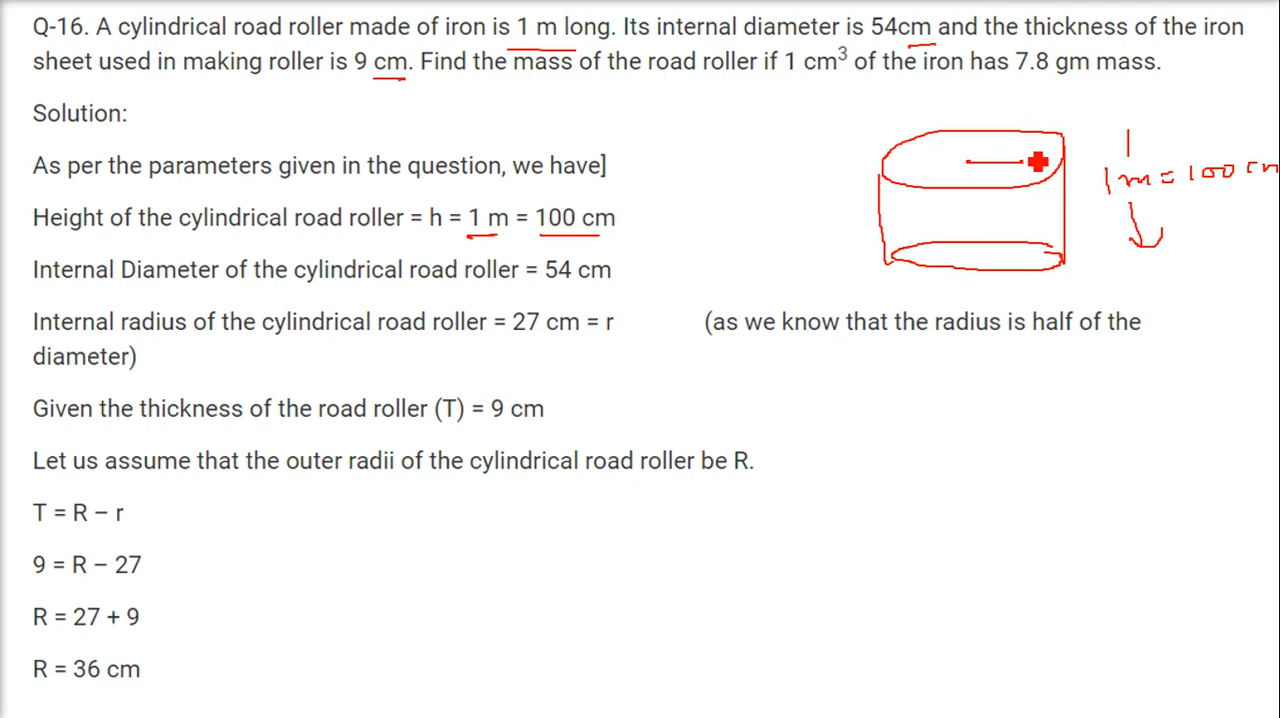 Q-16. A cylindrical road roller made of iron is 1 m long. Its internal diameter is 54cm and the thickness of the iron
sheet used in making roller is 9 cm. Find the mass of the road roller if 1 cm³ of the iron has 7.8 gm mass.
Solution:
As per the parameters given in the question, we have]
1m = 100 cm
Height of the cylindrical road roller = h = 1 m = 100 cm
Internal Diameter of the cylindrical road roller = 54 cm
Internal radius of the cylindrical road roller = 27 cm = r (as we know that the radius is half of the
diameter)
Given the thickness of the road roller (T) = 9 cm
Let us assume that the outer radii of the cylindrical road roller be R.
T = R – r
9 = R – 27
R = 27 + 9
R = 36 cm